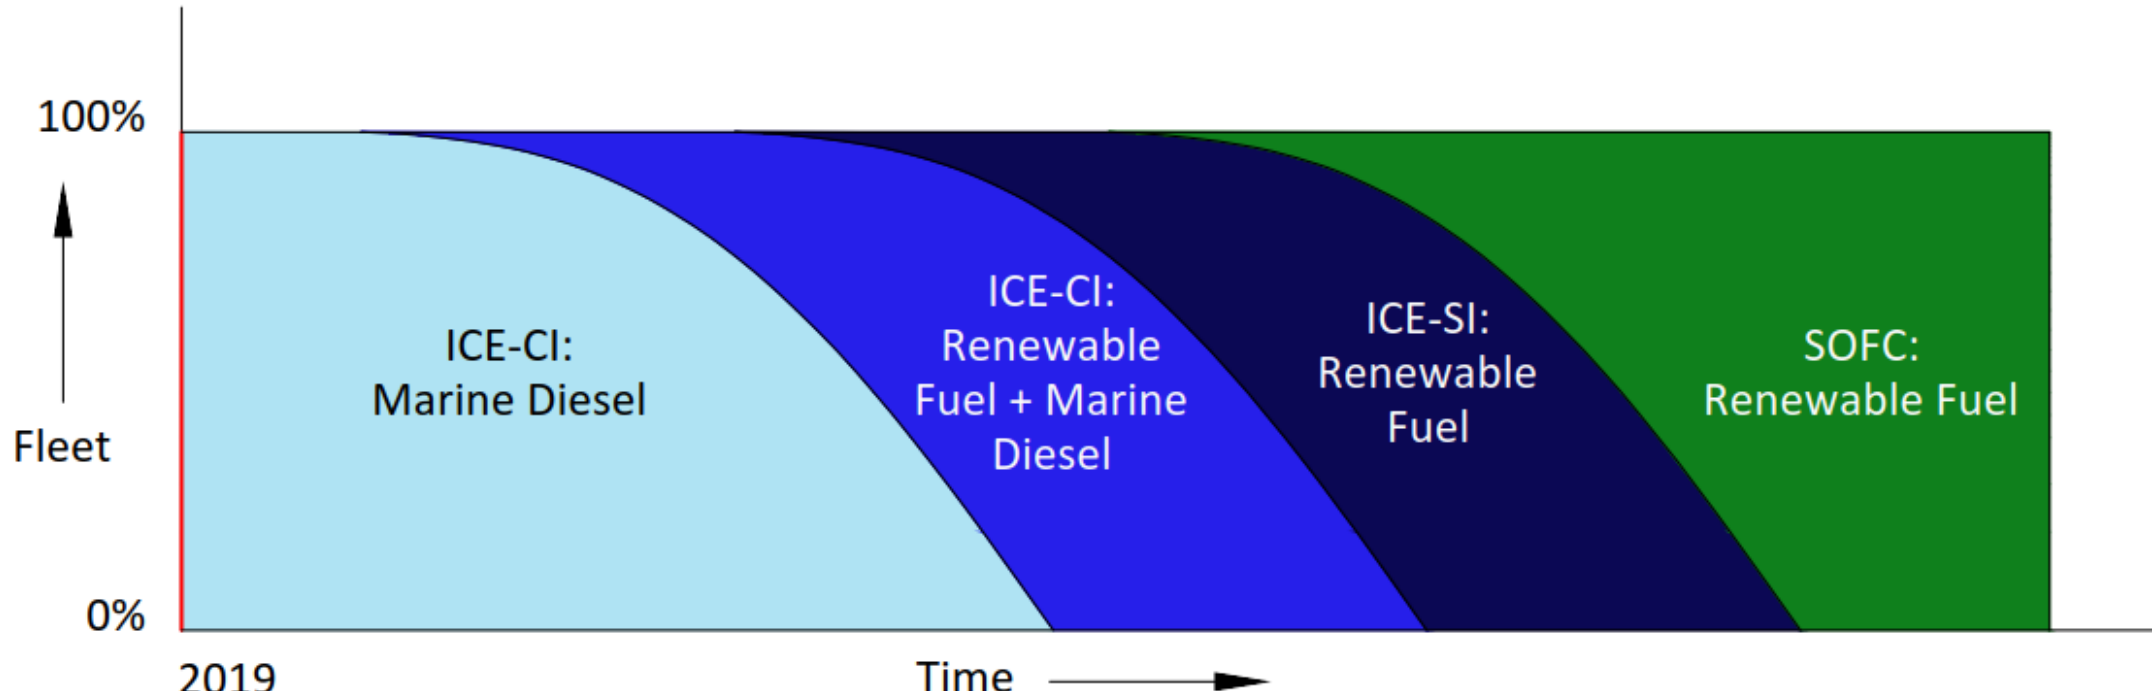 100%
Fleet
0%
2019
Time
ICE-CI:
Marine Diesel
ICE-CI:
Renewable
Fuel + Marine
Diesel
ICE-SI:
Renewable
Fuel
SOFC:
Renewable Fuel